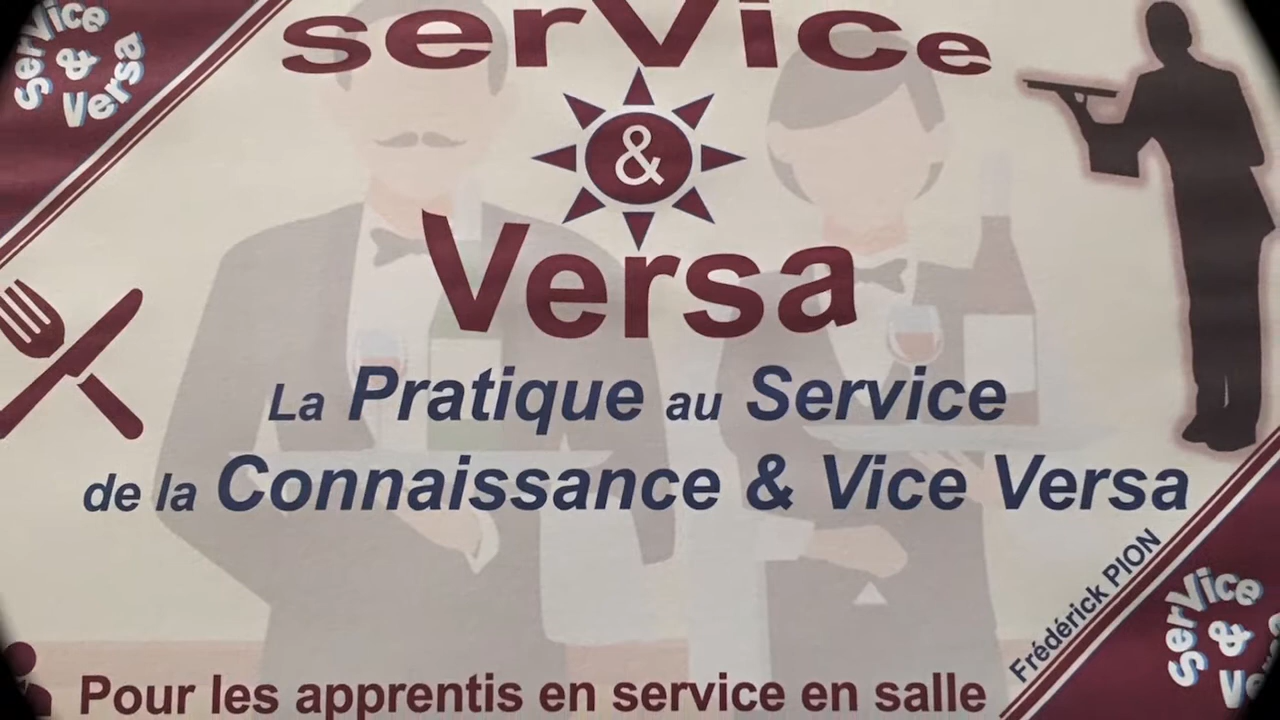 serVice
&
Versa
serVice
&
Versa
La Pratique au Service
de la Connaissance & Vice Versa
Frédérick PION
Pour les apprentis en service en salle
serVice
&